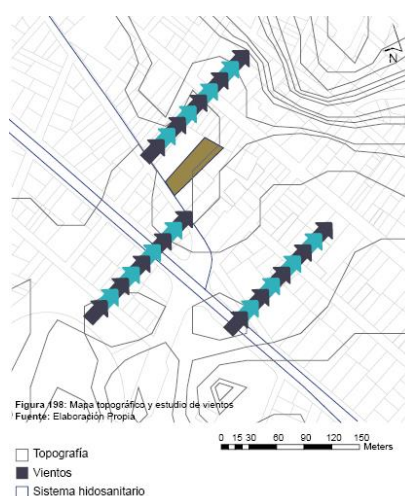 N
Figura 198: Mapa topográfico y estudio de vientos
Fuente: Elaboración Propia
0 15 30 60 90 120 150
Meters
Topografía
Vientos
Sistema hidosanitario